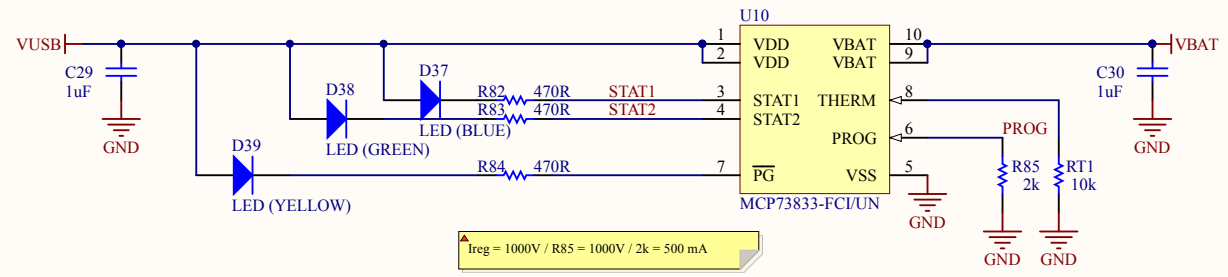 U10
VUSB
1
VDD
VBAT
10
VBAT
2
VDD
VBAT
9
C29
1uF
D37
R82
470R
STAT1
3
STAT1
THERM
8
C30
1uF
D38
R83
470R
STAT2
4
STAT2
LED (BLUE)
PROG
6
PROG
GND
LED (GREEN)
GND
D39
R84
470R
7
PG
VSS
5
R85
2k
RT1
10k
LED (YELLOW)
MCP73833-FCI/UN
GND
GND
GND
Ireg = 1000V / R85 = 1000V / 2k = 500 mA